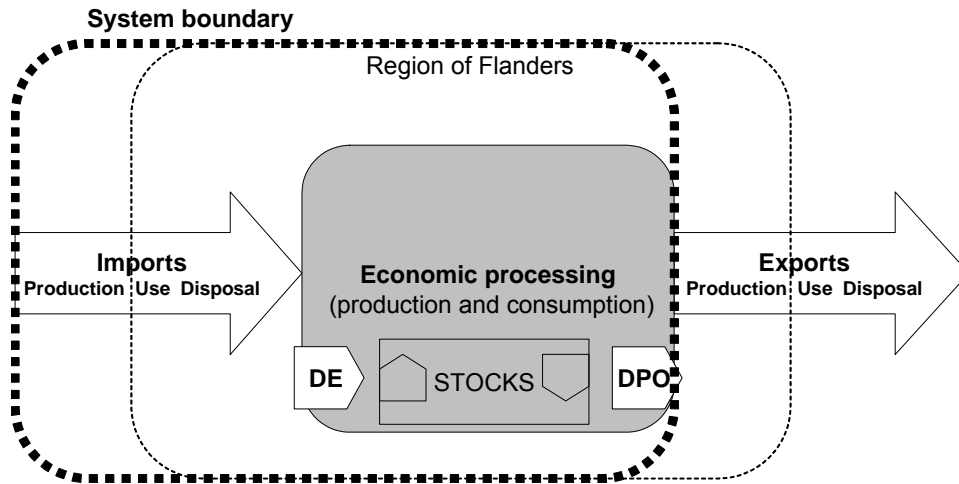 System boundary
Region of Flanders
Imports
Production Use Disposal
Economic processing
(production and consumption)
Exports
Production Use Disposal
DE
STOCKS
DPO